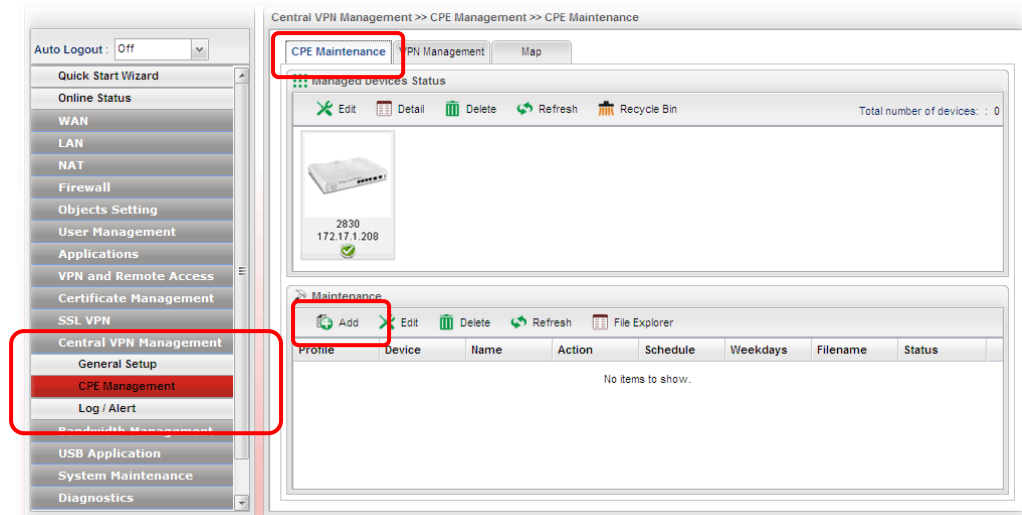 Central VPN Management >> CPE Management >> CPE Maintenance
Auto Logout : Off
Quick Start Wizard
Online Status
WAN
LAN
NAT
Firewall
Objects Setting
User Management
Applications
VPN and Remote Access
Certificate Management
SSL VPN
Central VPN Management
General Setup
CPE Management
Log / Alert
Bandwidth Management
USB Application
System Maintenance
Diagnostics
CPE Maintenance VPN Management Map
Managed Devices Status
Edit Detail Delete Refresh Recycle Bin Total number of devices: : 0
2830
172.17.1.208
Maintenance
Add Edit Delete Refresh File Explorer
Profile Device Name Action Schedule Weekdays Filename Status
No items to show.